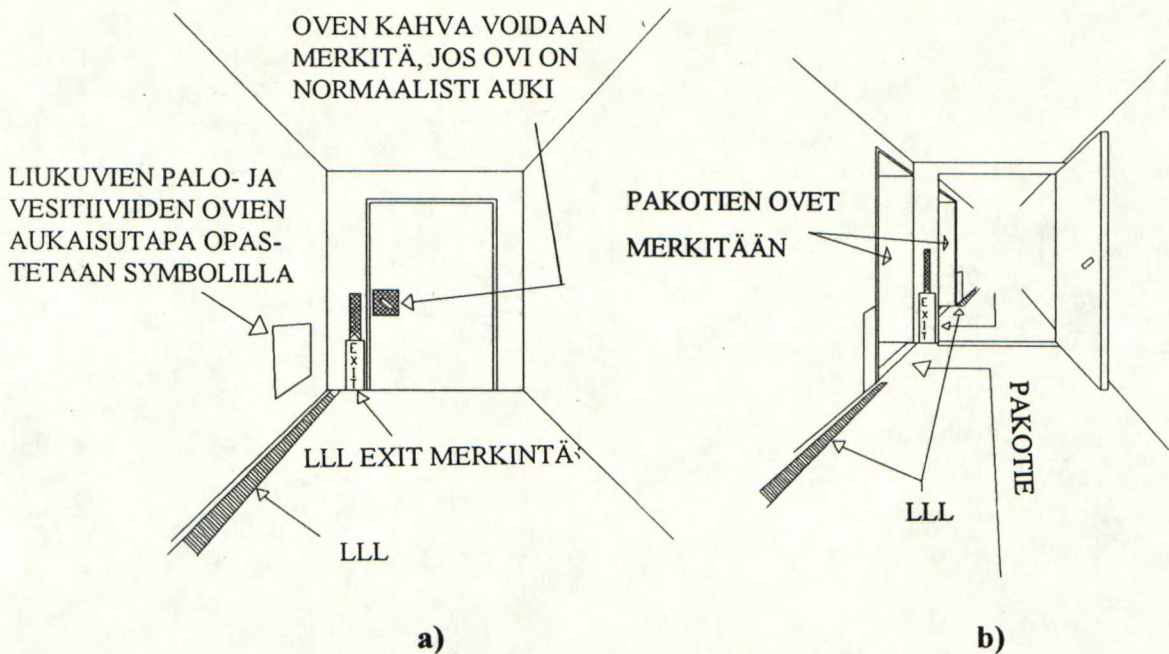 OVEN KAHVA VOIDAAN
MERKITÄ, JOS OVI ON
NORMAALISTI AUKI
LIUKUVIEN PALO- JA
VESITIIVIIDEN OVIEN
AUKAISUTAPA OPAS-
TETAAN SYMBOLILLA
EXIT
LLL EXIT MERKINTÄ
LLL
a)
PAKOTIEN OVET
MERKITÄÄN
EXIT
PAKOTIE
LLL
b)